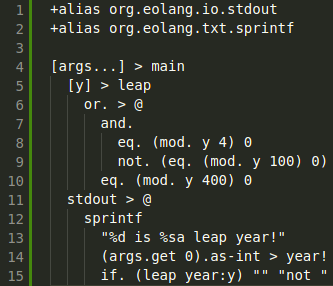 1 +alias org.eolang.io.stdout
2 +alias org.eolang.txt.sprintf
3
4 [args...] > main
5   [y] > leap
6     or. > @
7       and.
8         eq. (mod. y 4) 0
9         not. (eq. (mod. y 100) 0)
10       eq. (mod. y 400) 0
11   stdout > @
12     sprintf
13       "%d is %sa leap year!"
14       (args.get 0).as-int > year!
15       if. (leap year:y) "" "not "